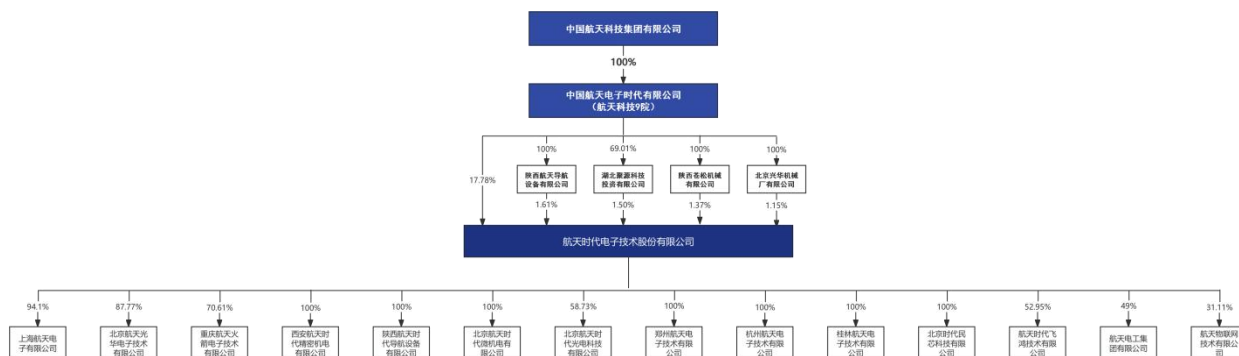 中国航天科技集团有限公司
100%
中国航天电子时代有限公司
（航天科技9院）
17.78%
100%
69.01%
100%
100%
陕西航天导航
设备有限公司
湖北聚源科技
投资有限公司
陕西苍松机械
有限公司
北京兴华机械
厂有限公司
1.61%
1.50%
1.37%
1.15%
航天时代电子技术股份有限公司
94.1%
87.77%
70.61%
100%
100%
100%
58.73%
100%
100%
100%
100%
52.95%
49%
31.11%
上海航天电
子有限公司
北京航天光
华电子技术
有限公司
重庆航天火
箭电子技术
有限公司
西安航天时
代精密机电
有限公司
陕西航天时
代导航设备
有限公司
北京航天时
代微机电有
限公司
北京航天时
代光电科技
有限公司
郑州航天电
子技术有限
公司
杭州航天电
子技术有限
公司
桂林航天电
子技术有限
公司
北京时代民
芯科技有限
公司
航天时代飞
鸿技术有限
公司
航天电工集
团有限公司
航天物联网
技术有限公
司